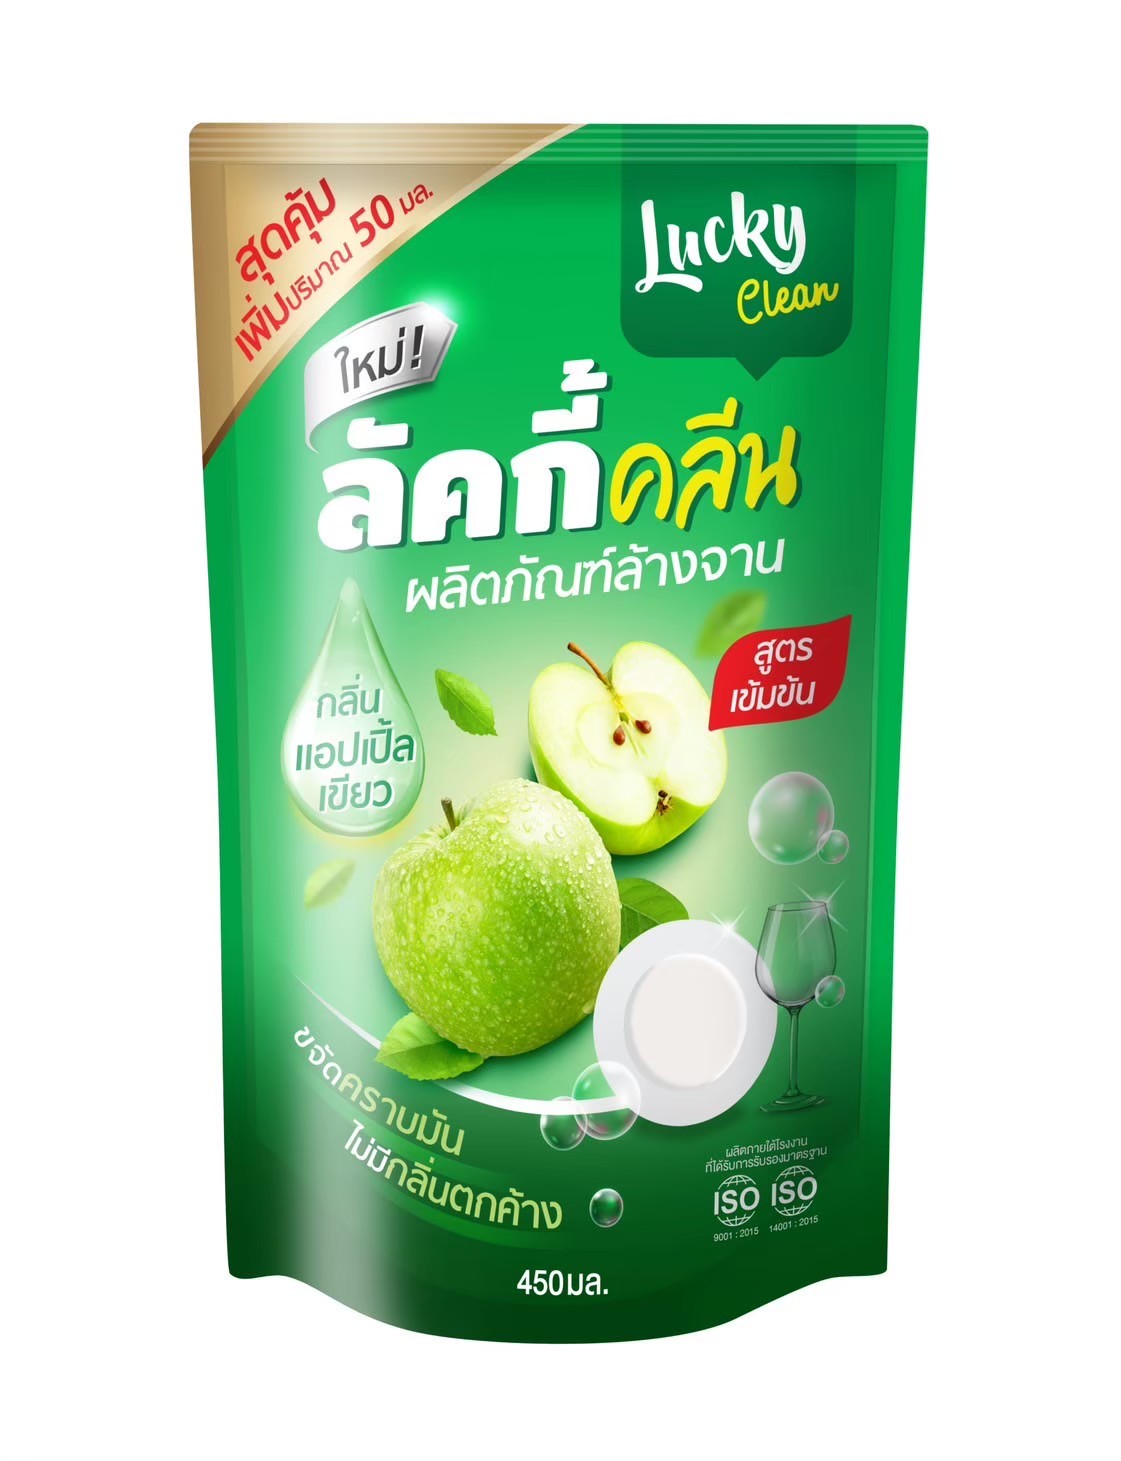 สุดคุ้ม
เพิ่มปริมาณ 50 มล.
Lucky
Clean
ใหม่!
ลัคกี้คลีน
ผลิตภัณฑ์ล้างจาน
สูตร
เข้มข้น
กลิ่น
แอปเปิ้ล
เขียว
ขจัดคราบมัน
ไม่มีกลิ่นตกค้าง
ผลิตภายใต้โรงงาน
ที่ได้รับการรับรองมาตรฐาน
ISO ISO
9001 : 2015 14001 : 2015
450มล.